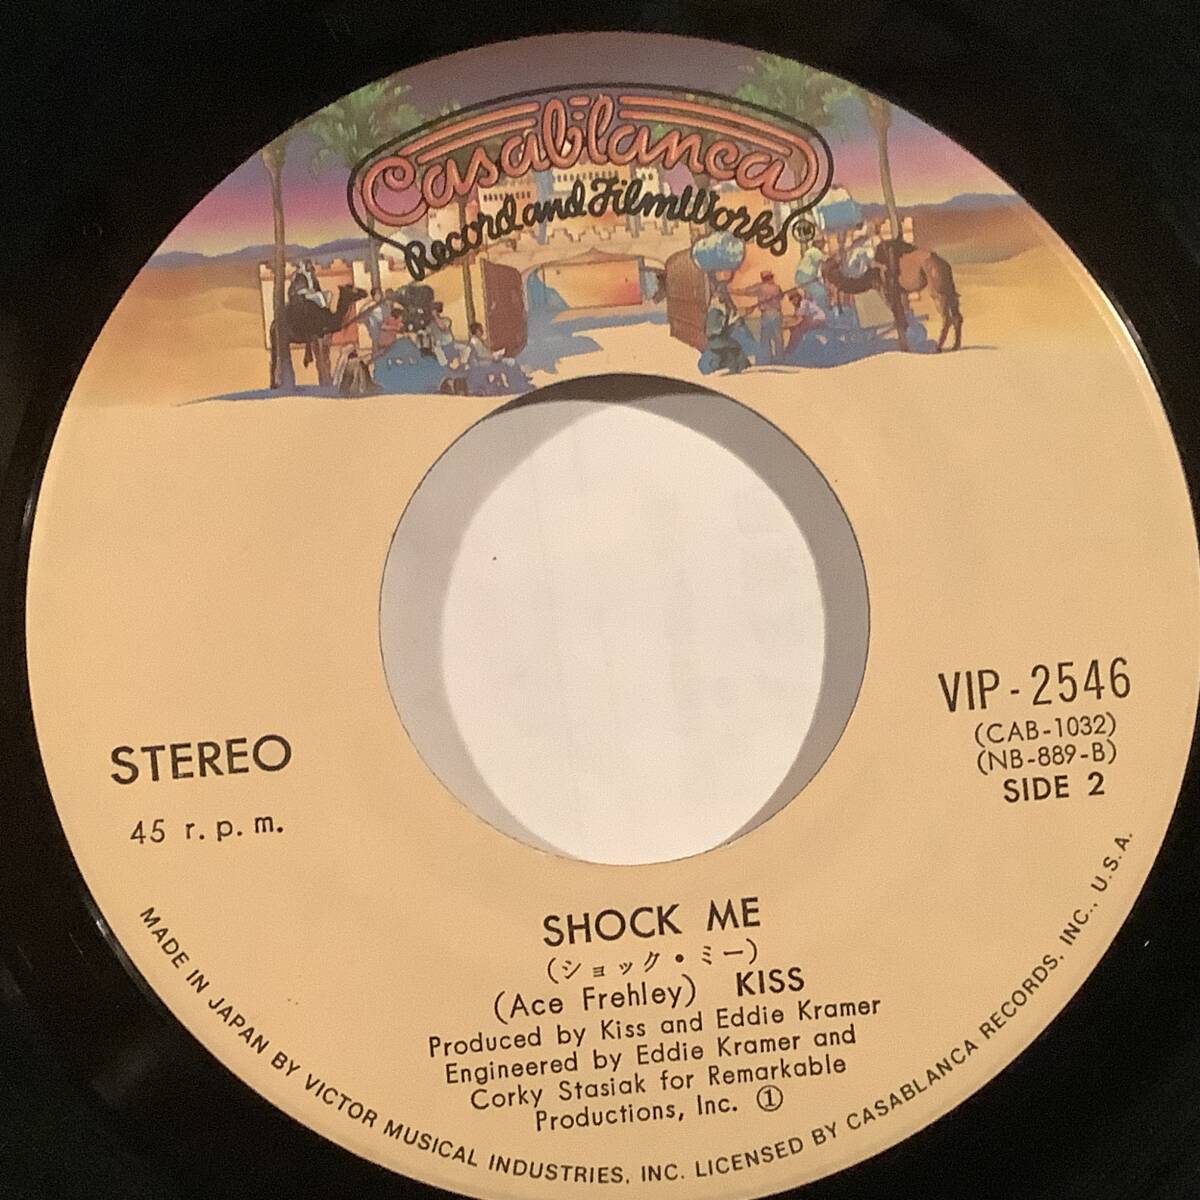 Casablanca
Record and FilmWorks
TM
VIP-2546
(CAB-1032)
(NB-889-B)
SIDE 2
STEREO
45 r.p.m.
SHOCK ME
(ショック・ミー)
(Ace Frehley) KISS
Produced by Kiss and Eddie Kramer
Engineered by Eddie Kramer and
Corky Stasiak for Remarkable
Productions, Inc. ①
MADE IN JAPAN BY VICTOR MUSICAL INDUSTRIES, INC. LICENSED BY CASABLANCA RECORDS, INC., U.S.A.